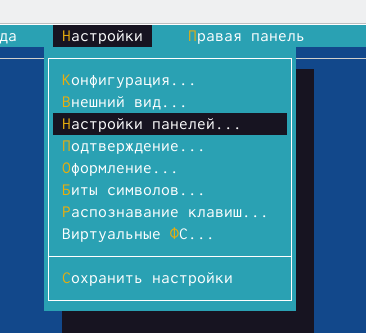 да Настройки Правая панель
Конфигурация...
Внешний вид...
Настройки панелей...
Подтверждение...
Оформление...
Биты символов...
Распознавание клавиш...
Виртуальные ФС...
Сохранить настройки